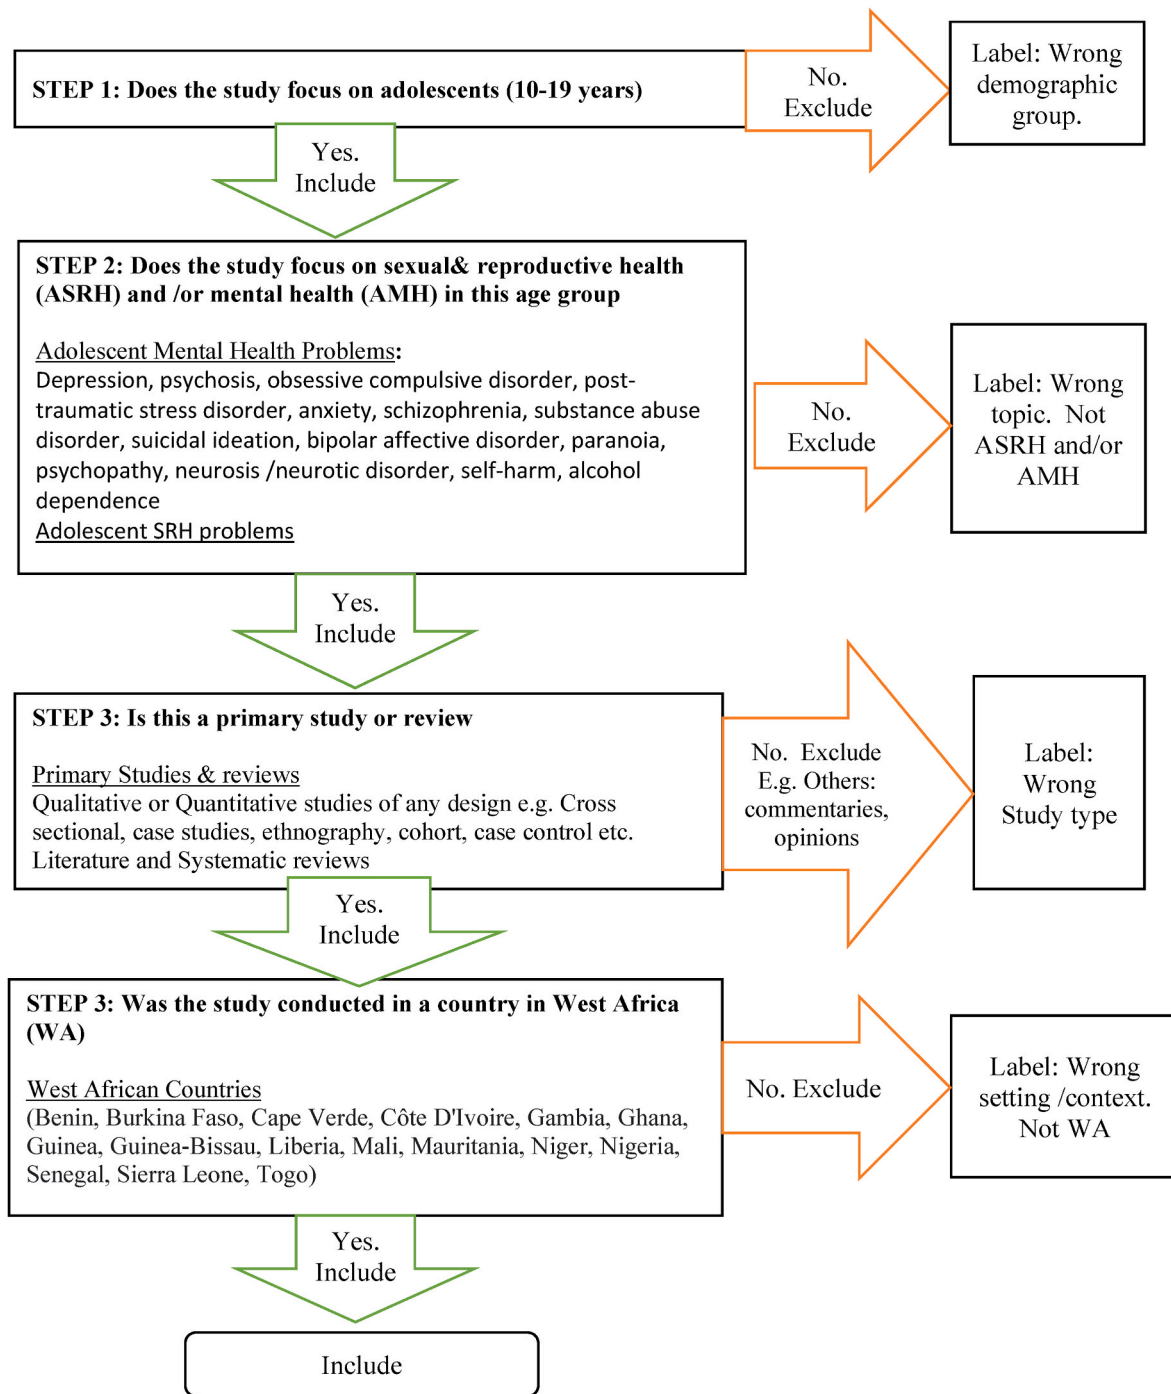 STEP 1: Does the study focus on adolescents (10-19 years)
No.
Exclude
Label: Wrong
demographic
group.
Yes.
Include
STEP 2: Does the study focus on sexual& reproductive health
(ASRH) and /or mental health (AMH) in this age group
Adolescent Mental Health Problems:
Depression, psychosis, obsessive compulsive disorder, post-
traumatic stress disorder, anxiety, schizophrenia, substance abuse
disorder, suicidal ideation, bipolar affective disorder, paranoia,
psychopathy, neurosis /neurotic disorder, self-harm, alcohol
dependence
Adolescent SRH problems
No.
Exclude
Label: Wrong
topic. Not
ASRH and/or
AMH
Yes.
Include
STEP 3: Is this a primary study or review
Primary Studies & reviews
Qualitative or Quantitative studies of any design e.g. Cross
sectional, case studies, ethnography, cohort, case control etc.
Literature and Systematic reviews
No. Exclude
E.g. Others:
commentaries,
opinions
Label:
Wrong
Study type
Yes.
Include
STEP 3: Was the study conducted in a country in West Africa
(WA)
West African Countries
(Benin, Burkina Faso, Cape Verde, Côte D'Ivoire, Gambia, Ghana,
Guinea, Guinea-Bissau, Liberia, Mali, Mauritania, Niger, Nigeria,
Senegal, Sierra Leone, Togo)
No. Exclude
Label: Wrong
setting /context.
Not WA
Yes.
Include
Include